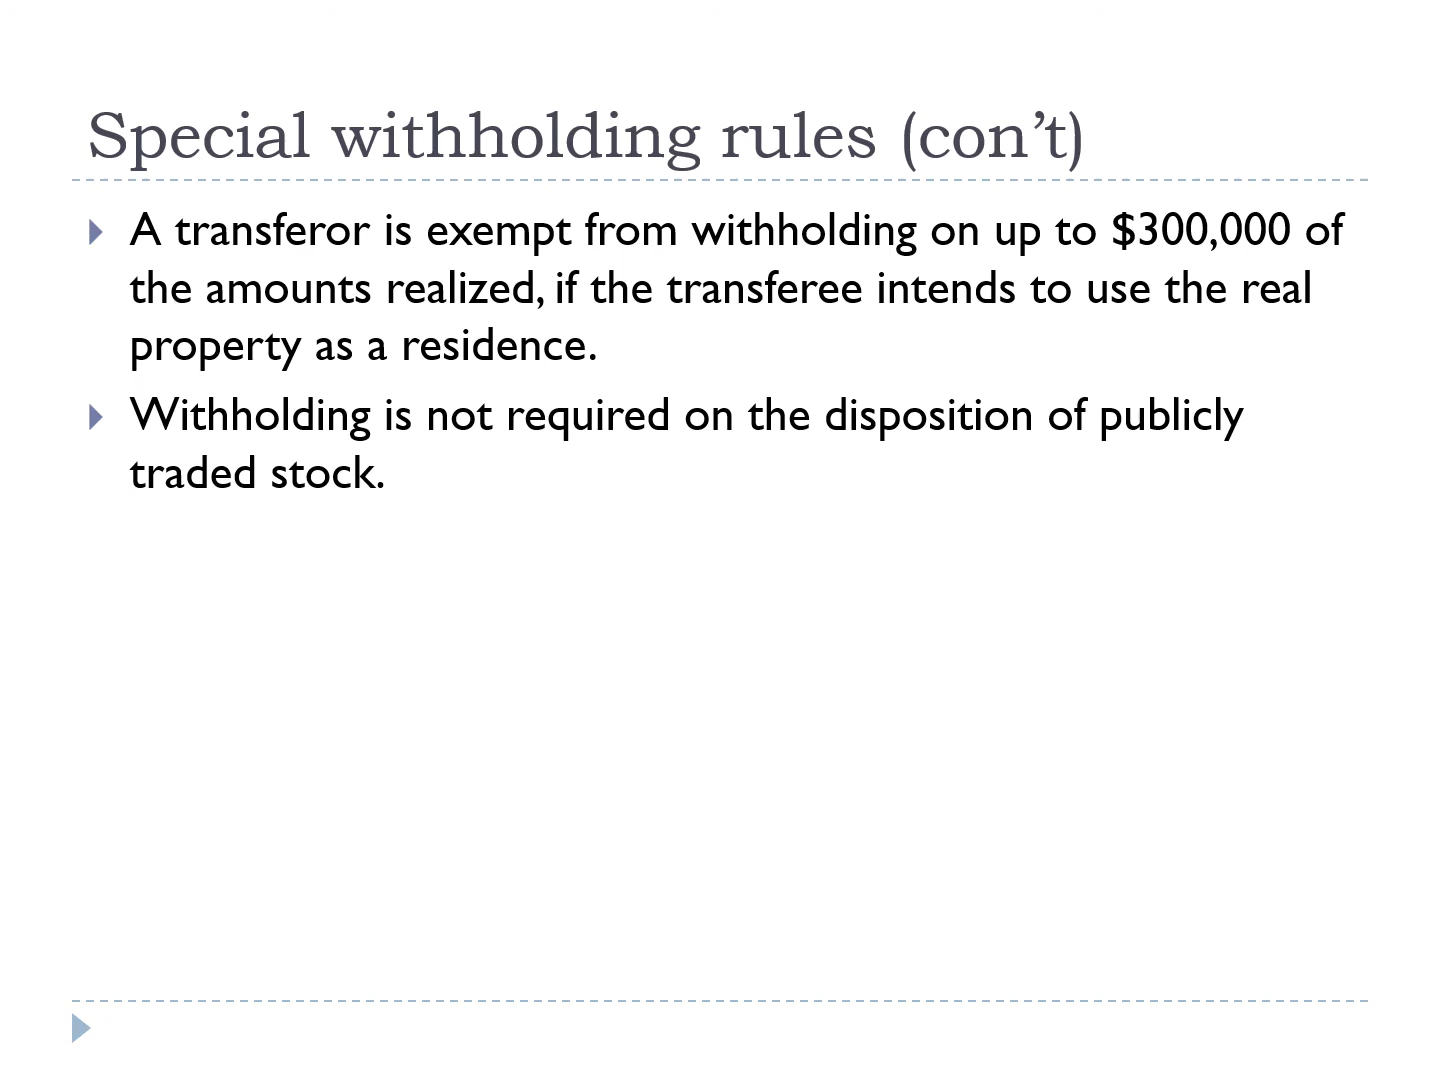 Special withholding rules (con’t)
A transferor is exempt from withholding on up to $300,000 of
the amounts realized, if the transferee intends to use the real
property as a residence.
Withholding is not required on the disposition of publicly
traded stock.